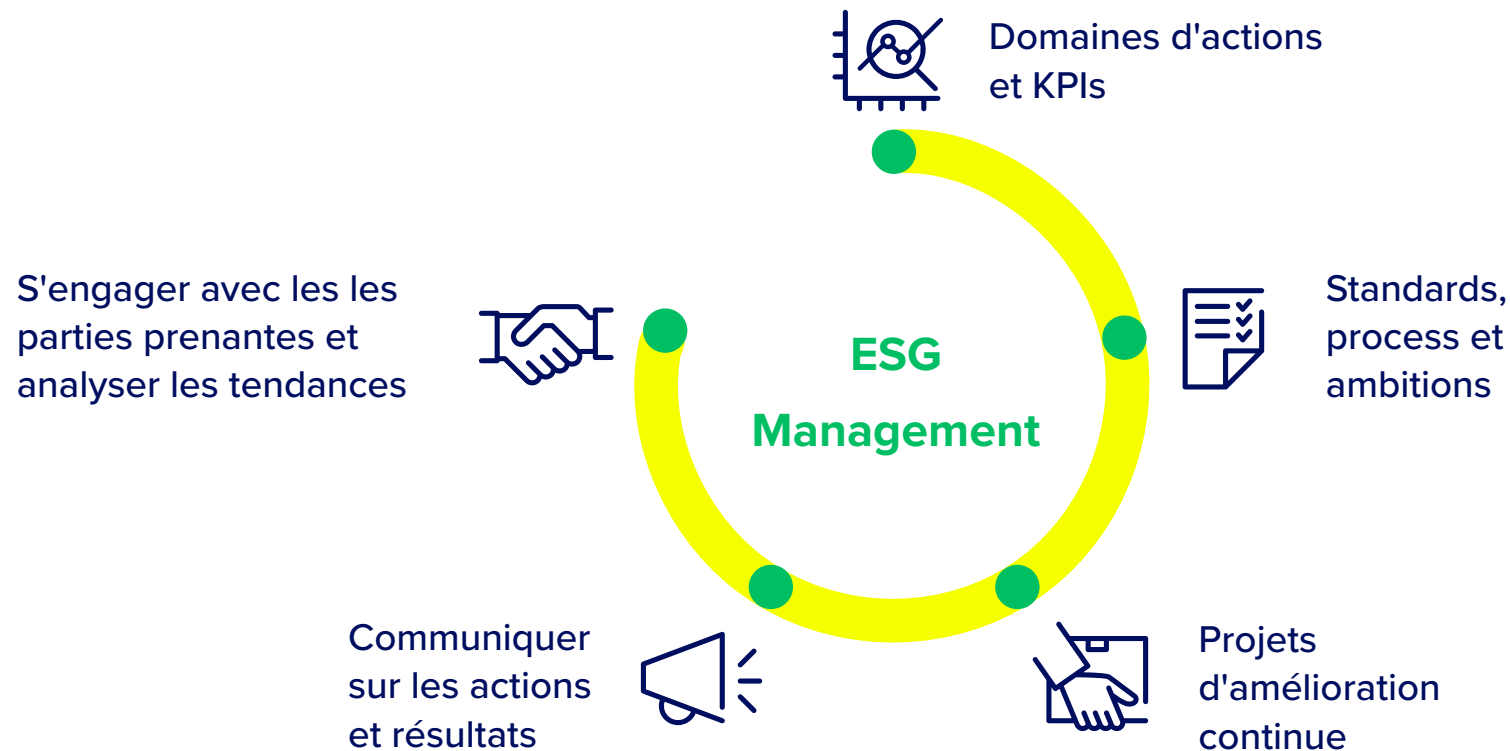 Domaines d'actions
et KPIs
Standards,
process et
ambitions
Projets
d'amélioration
continue
Communiquer
sur les actions
et résultats
S'engager avec les les
parties prenantes et
analyser les tendances
ESG
Management